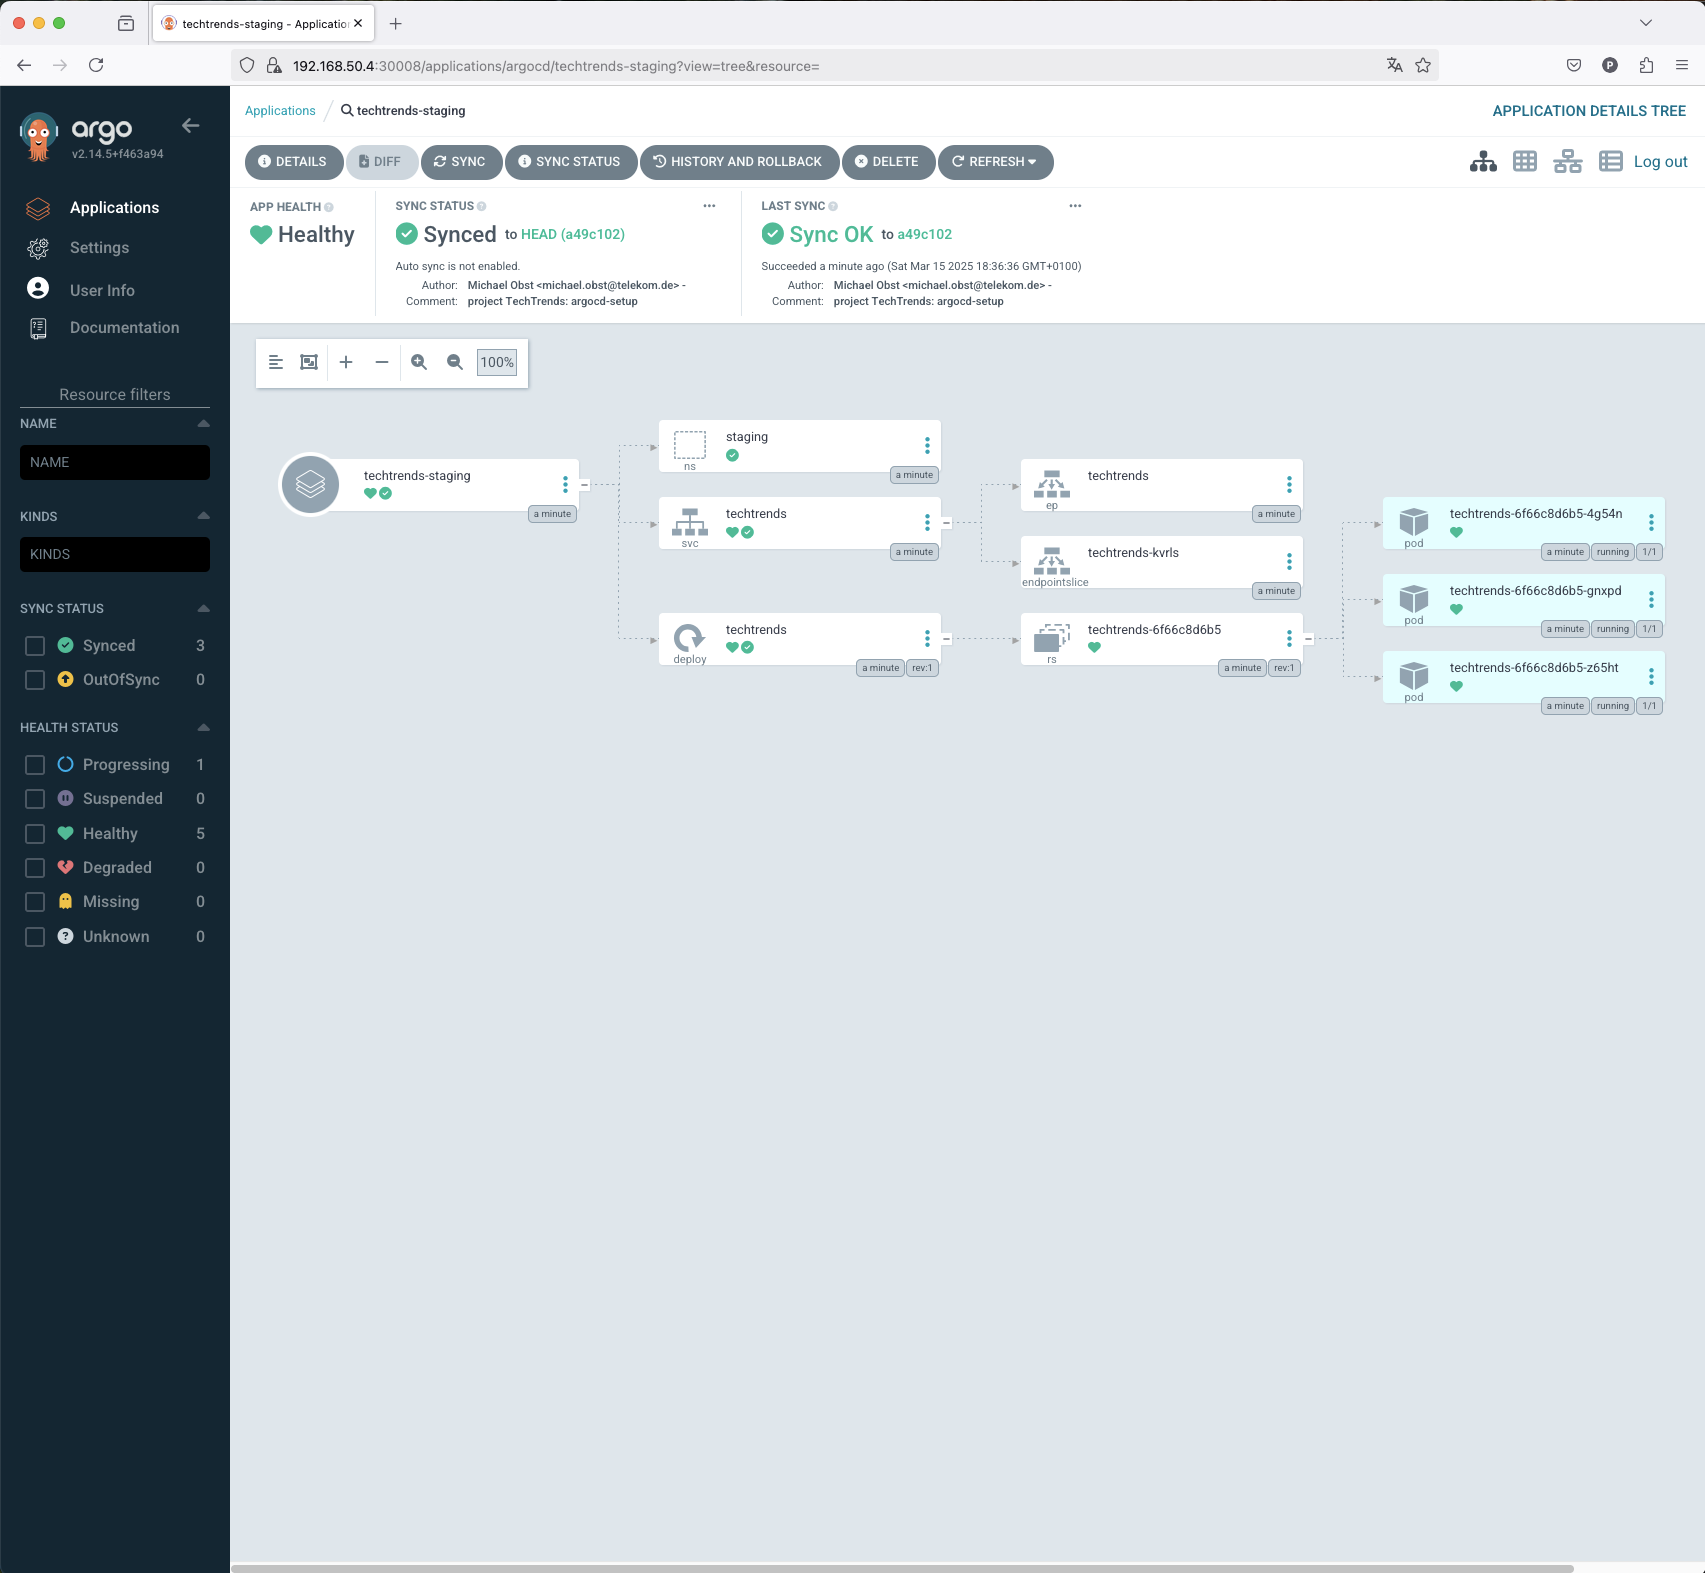 techtrends-staging - Applicatio
192.168.50.4:30008/applications/argocd/techtrends-staging?view=tree&resource=
P
argo
v2.14.5+f463a94
Applications
Settings
User Info
Documentation
Resource filters
NAME
NAME
KINDS
KINDS
SYNC STATUS
Synced 3
OutOfSync 0
HEALTH STATUS
Progressing 1
Suspended 0
Healthy 5
Degraded 0
Missing 0
Unknown 0
Applications / techtrends-staging
APPLICATION DETAILS TREE
DETAILS DIFF SYNC SYNC STATUS HISTORY AND ROLLBACK DELETE REFRESH
Log out
APP HEALTH
Healthy
SYNC STATUS
Synced to HEAD (a49c102)
Auto sync is not enabled.
Author: Michael Obst <michael.obst@telekom.de> -
Comment: project TechTrends: argocd-setup
LAST SYNC
Sync OK to a49c102
Succeeded a minute ago (Sat Mar 15 2025 18:36:36 GMT+0100)
Author: Michael Obst <michael.obst@telekom.de> -
Comment: project TechTrends: argocd-setup
100%
techtrends-staging
a minute
staging
ns
a minute
techtrends
svc
a minute
techtrends
deploy
a minute rev:1
techtrends
ep
a minute
techtrends-kvrls
endpointslice
a minute
techtrends-6f66c8d6b5
rs
a minute rev:1
techtrends-6f66c8d6b5-4g54n
pod
a minute running 1/1
techtrends-6f66c8d6b5-gnxpd
pod
a minute running 1/1
techtrends-6f66c8d6b5-z65ht
pod
a minute running 1/1